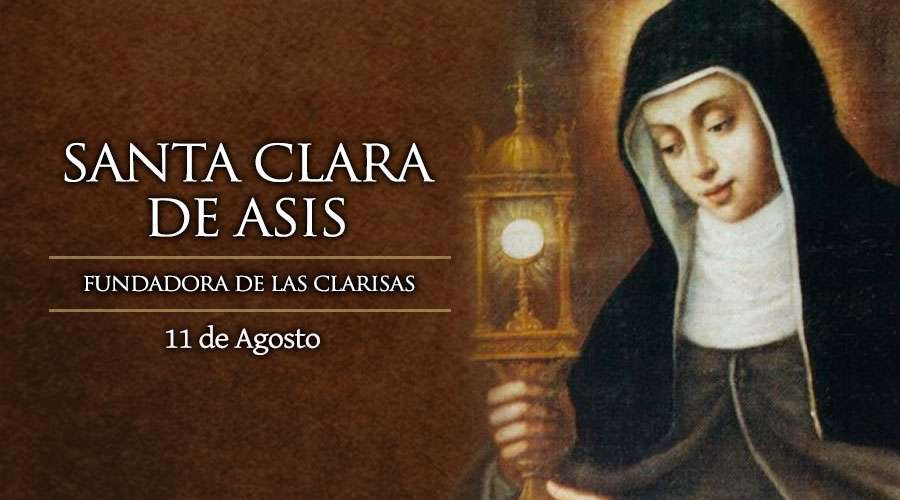 SANTA CLARA
DE ASIS
FUNDADORA DE LAS CLARISAS
11 de Agosto